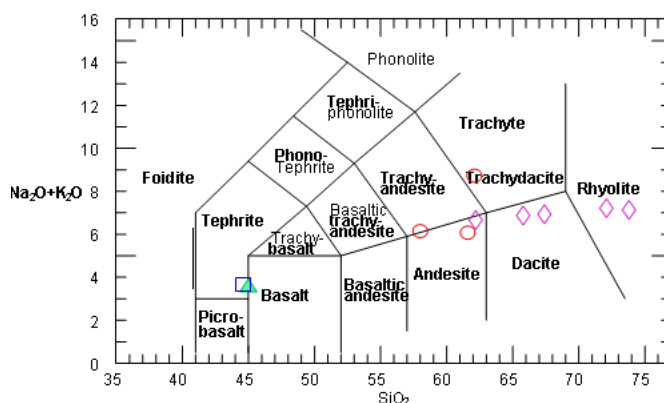 16
14
12
10
8
6
4
2
0
Na₂O+K₂O
35 40 45 50 55 60 65 70 75
SiO₂
Phonolite
Tephri-
phonolite
Trachyte
Phono-
Tephrite
Foidite
Trachy-
andesite
Trachydacite
Rhyolite
Tephrite
Basaltic
trachy-
andesite
Trachy-
basalt
Basalt
Basaltic
andesite
Andesite
Dacite
Picro-
basalt